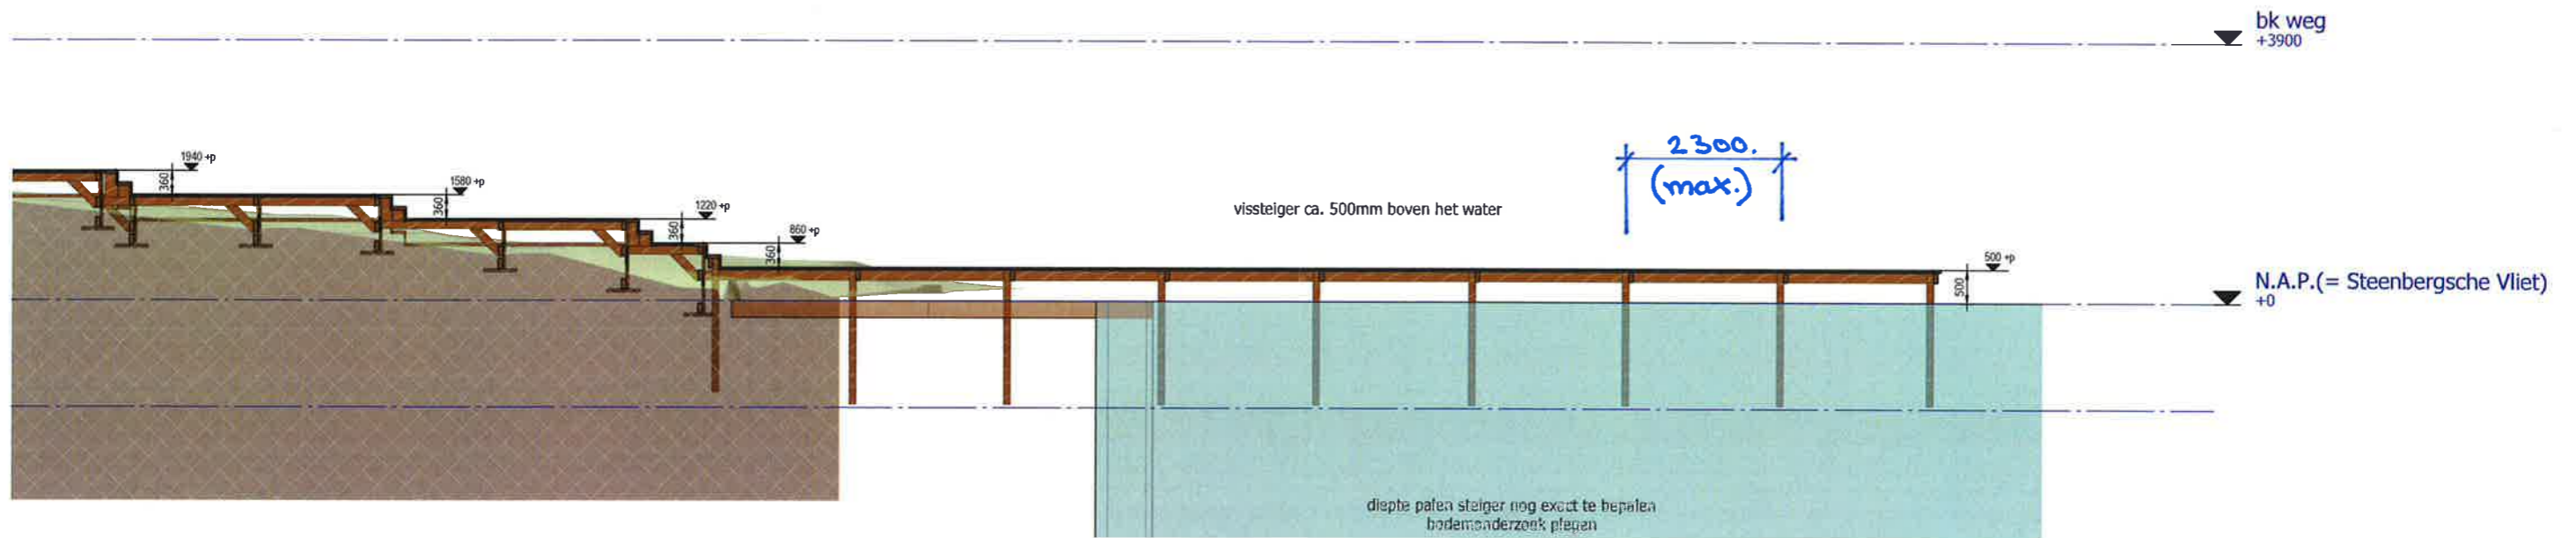 bk weg
+3900
1940 +p
360
1580 +p
360
1220 +p
360
860 +p
360
2300.
(max.)
vissteiger ca. 500mm boven het water
500 +p
500
N.A.P.(= Steenbergsche Vliet)
+0
diepte palen steiger nog exact te bepalen
bodemonderzoek plegen